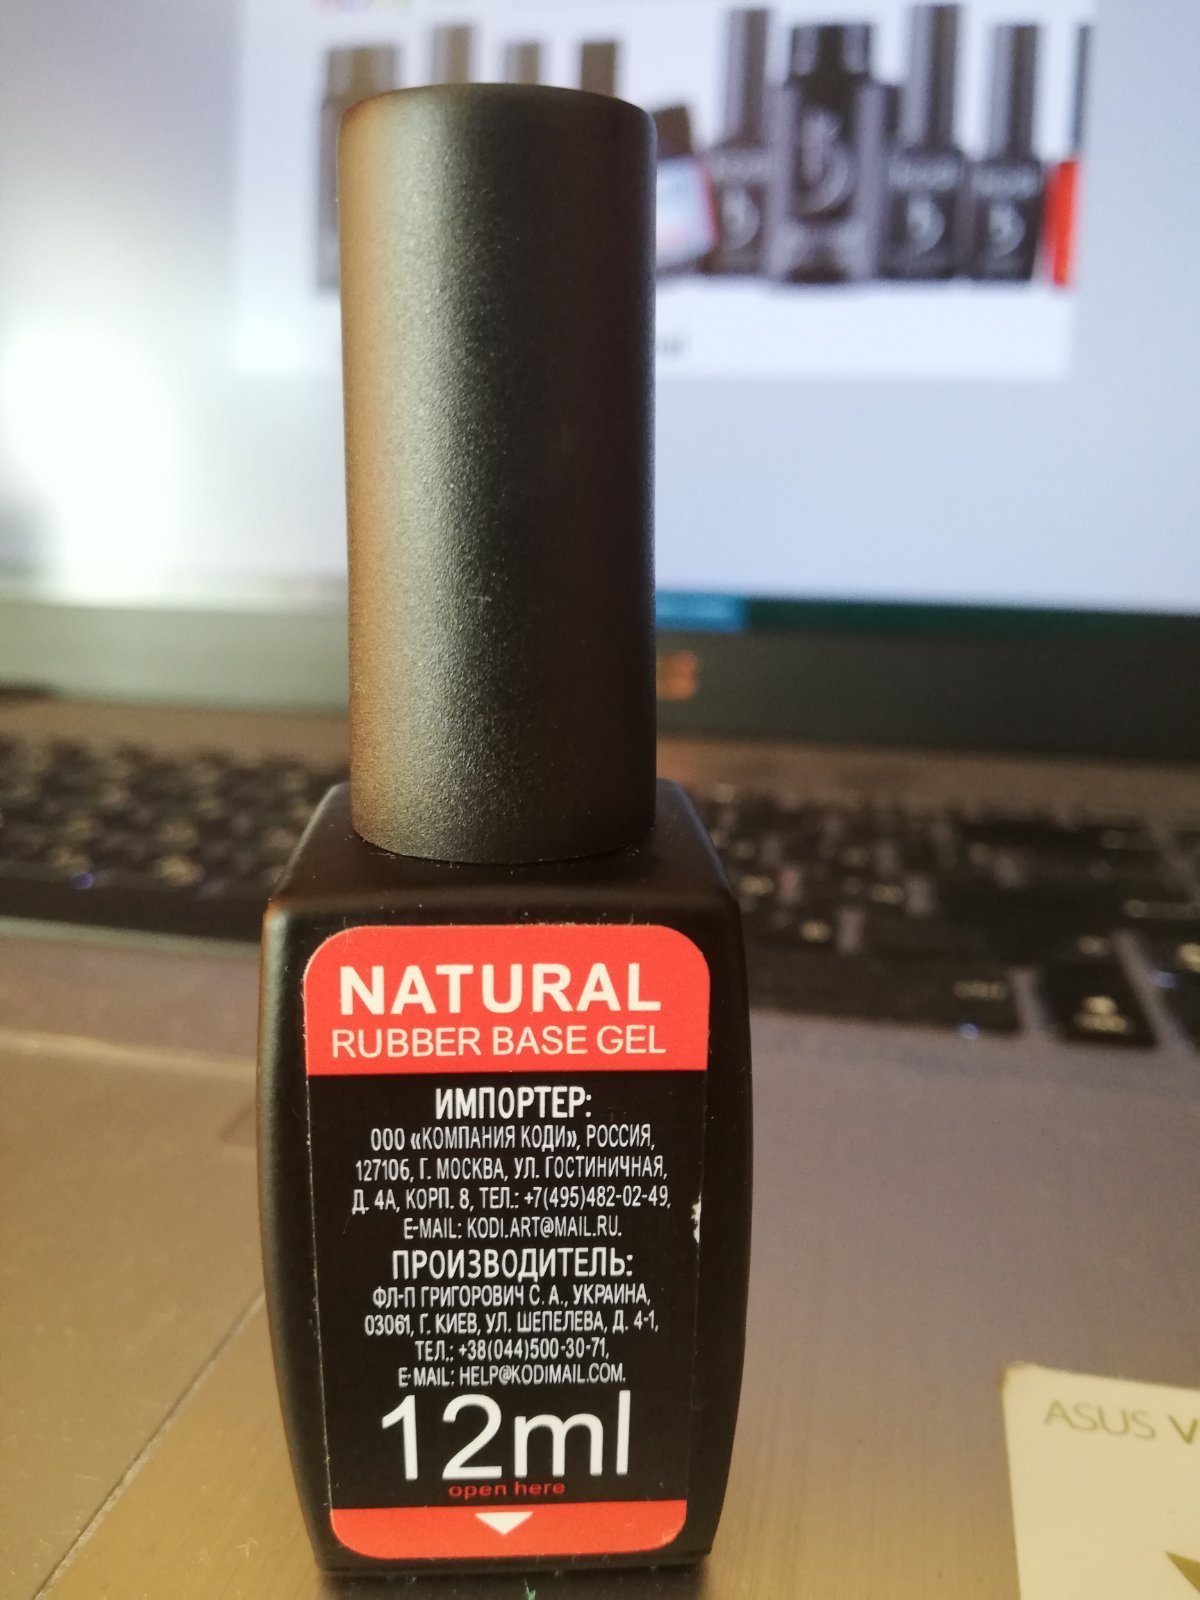 NATURAL
RUBBER BASE GEL
ИМПОРТЕР:
ООО «КОМПАНИЯ КОДИ», РОССИЯ,
127106, Г. МОСКВА, УЛ. ГОСТИНИЧНАЯ,
Д. 4А, КОРП. 8, ТЕЛ.: +7(495)482-02-49,
E-MAIL: KODI.ART@MAIL.RU.
ПРОИЗВОДИТЕЛЬ:
ФЛ-П ГРИГОРОВИЧ С. А., УКРАИНА,
03061, Г. КИЕВ, УЛ. ШЕПЕЛЕВА, Д. 4-1,
ТЕЛ.: +38(044)500-30-71,
E-MAIL: HELP@KODIMAIL.COM.
12ml
open here
ASUS V